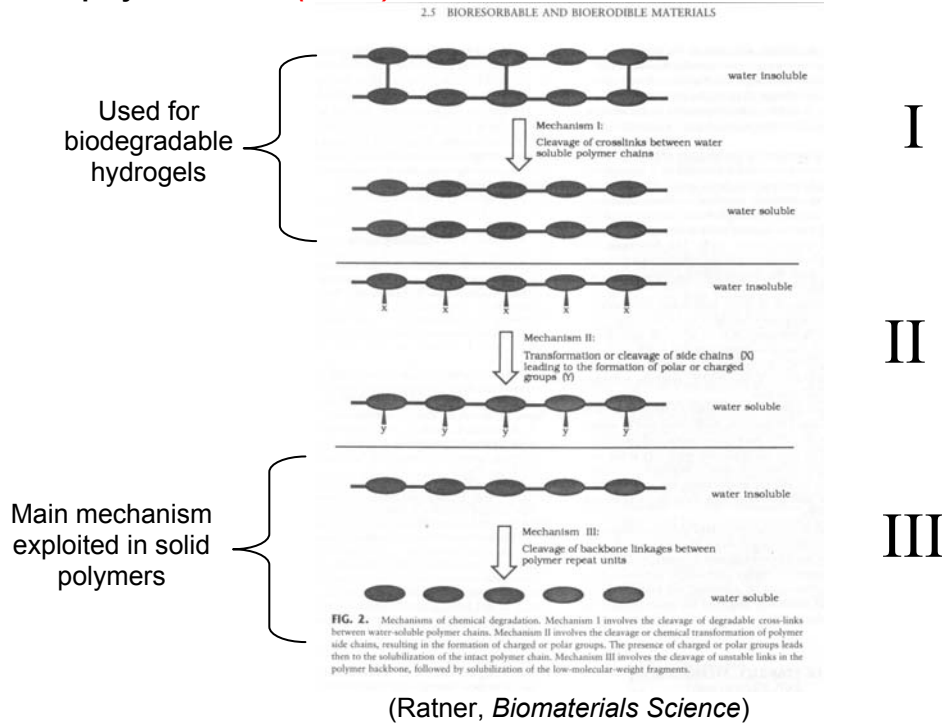 2.5 BIORESORBABLE AND BIOERODIBLE MATERIALS
water insoluble
Used for
biodegradable
hydrogels
Mechanism I:
Cleavage of crosslinks between water
soluble polymer chains
I
water soluble
water insoluble
x x x x x
Mechanism II:
Transformation or cleavage of side chains (X)
leading to the formation of polar or charged
groups (Y)
II
water soluble
y y y y y
water insoluble
Main mechanism
exploited in solid
polymers
Mechanism III:
Cleavage of backbone linkages between
polymer repeat units
III
water soluble
FIG. 2. Mechanisms of chemical degradation. Mechanism I involves the cleavage of degradable cross-links
between water-soluble polymer chains. Mechanism II involves the cleavage or chemical transformation of polymer
side chains, resulting in the formation of charged or polar groups. The presence of charged or polar groups leads
then to the solubilization of the intact polymer chain. Mechanism III involves the cleavage of unstable links in the
polymer backbone, followed by solubilization of the low-molecular-weight fragments.
(Ratner, Biomaterials Science)